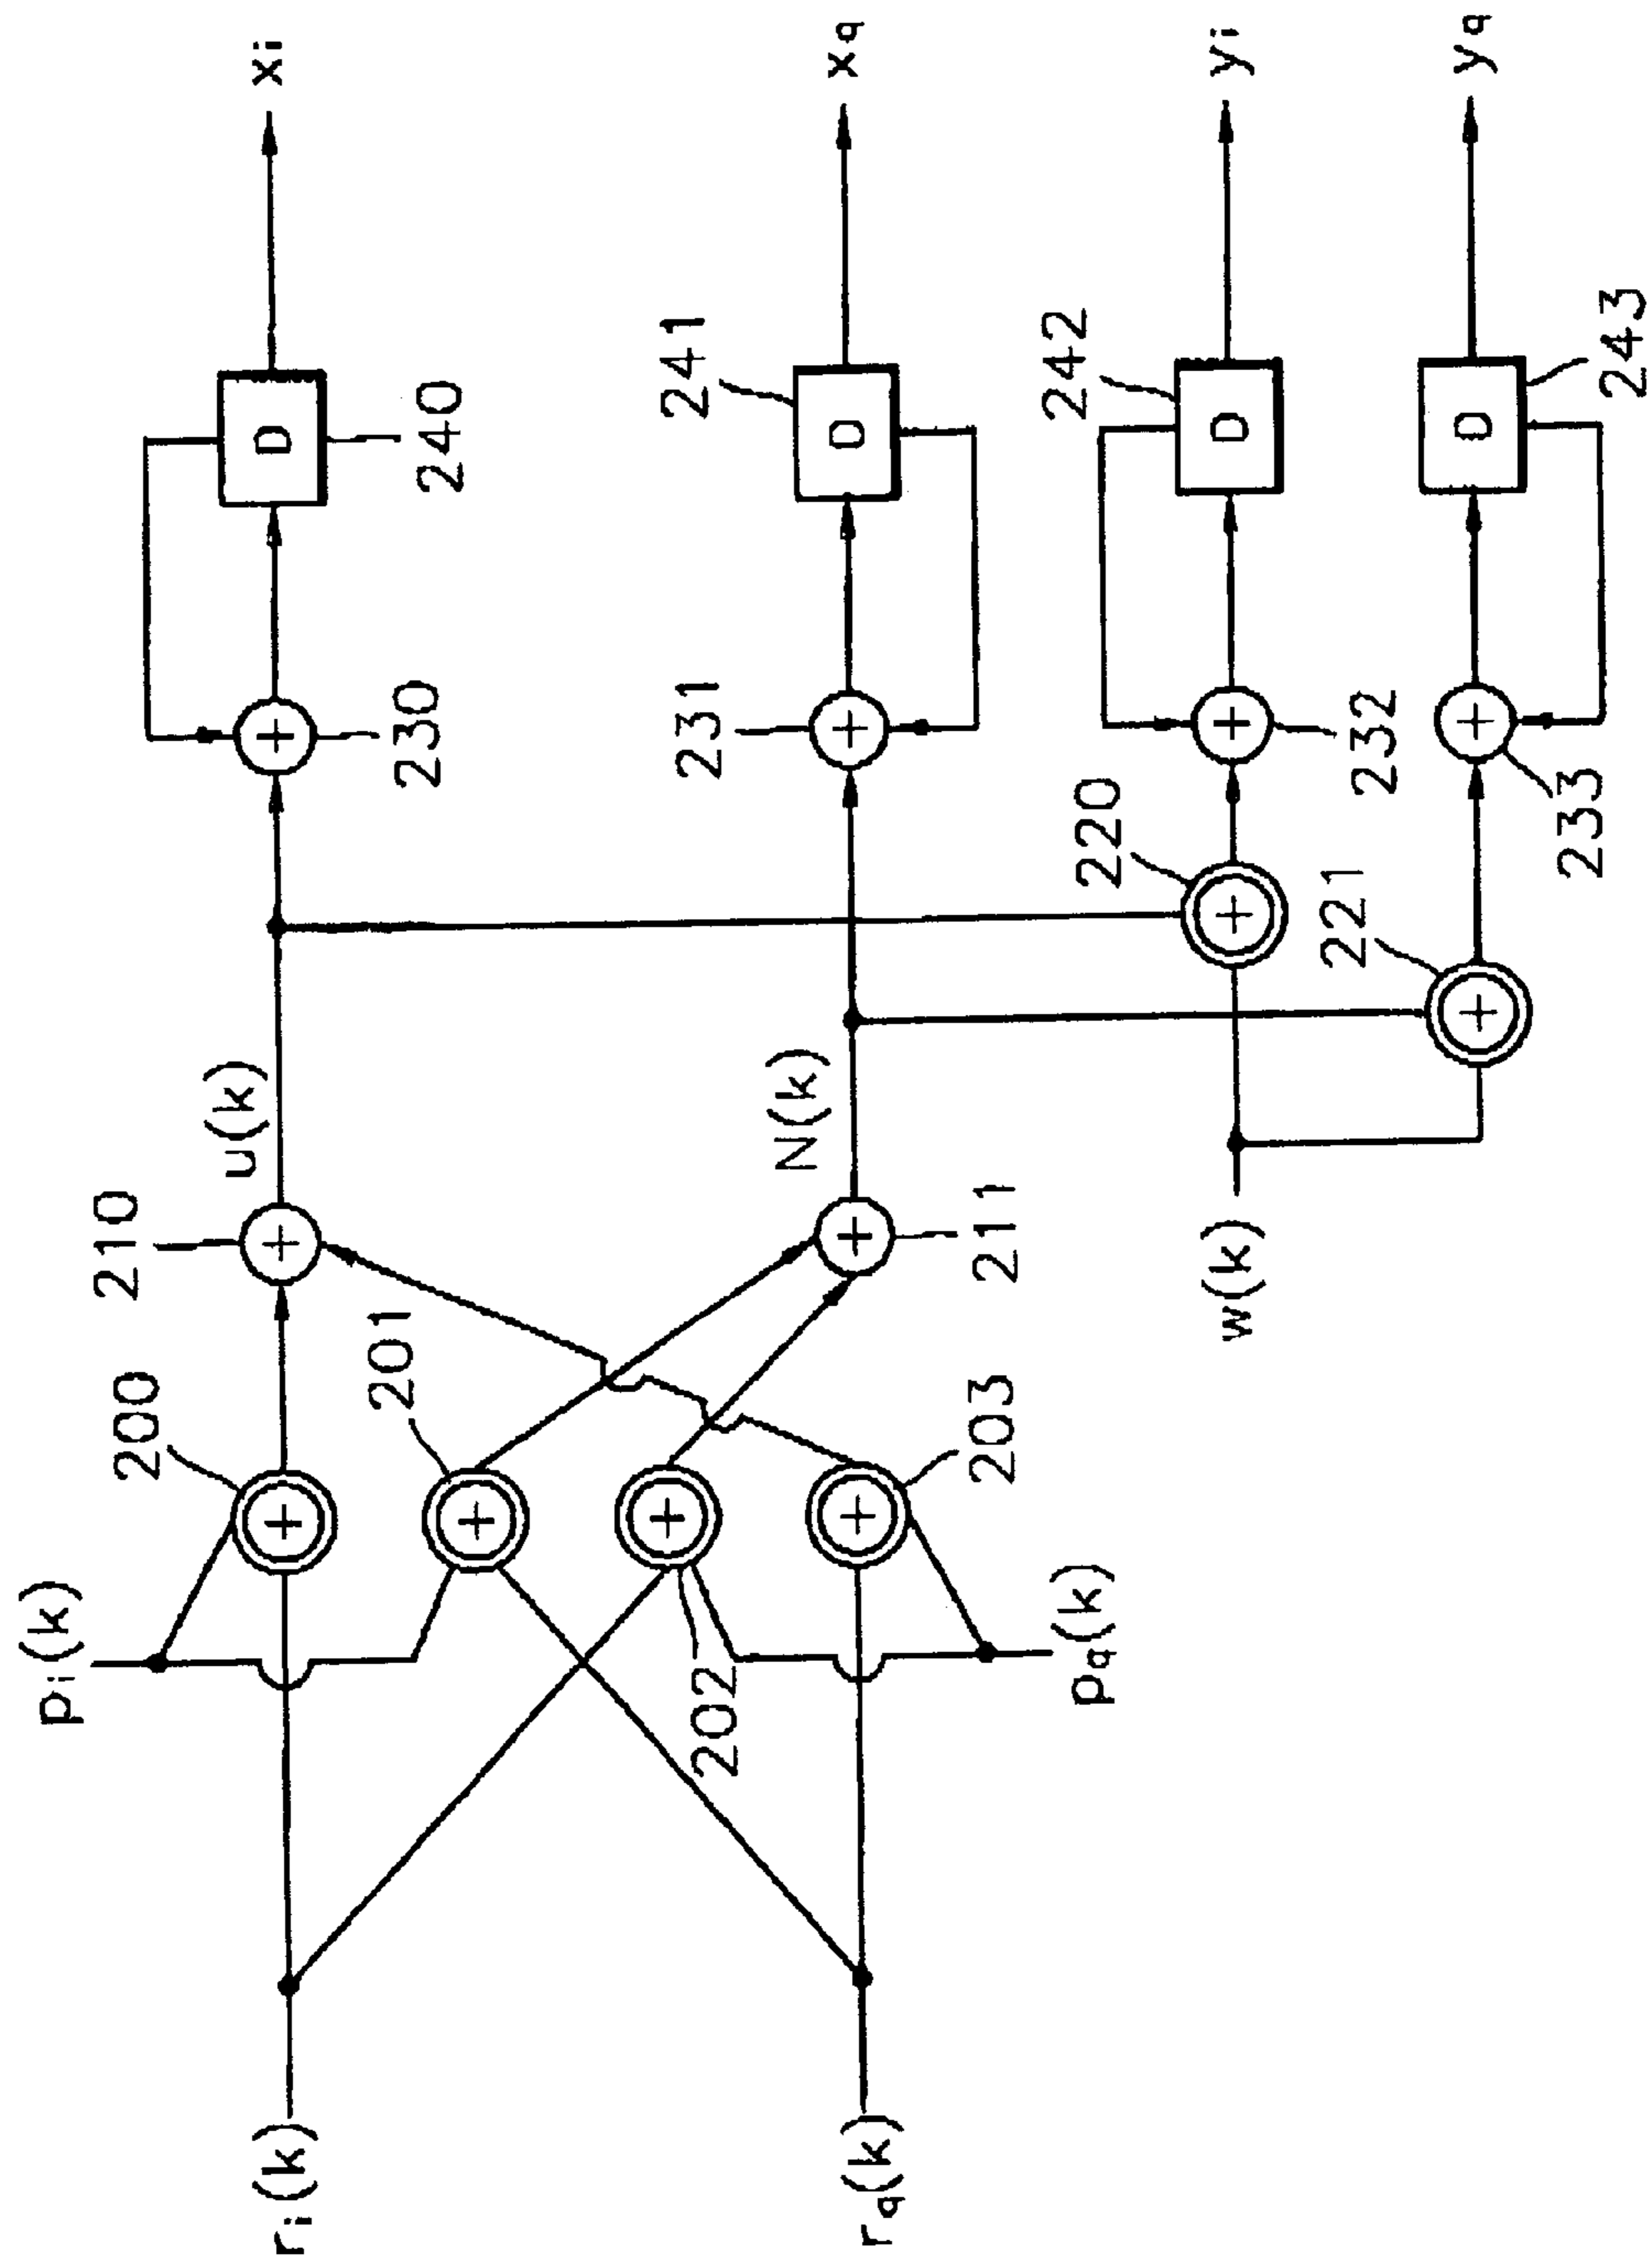 pi(k)
210
200
u(k)
ri(k)
D
xi
201
230
240
241
231
202
N(k)
rq(k)
D
xq
203
211
242
pq(k)
220
w(k)
D
yi
221
232
D
yq
233
243